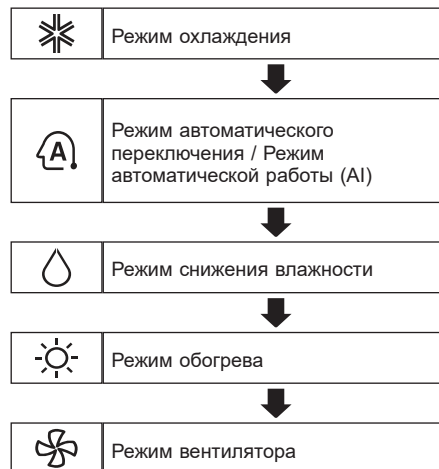 Режим охлаждения
A
Режим автоматического
переключения / Режим
автоматической работы (AI)
Режим снижения влажности
Режим обогрева
Режим вентилятора